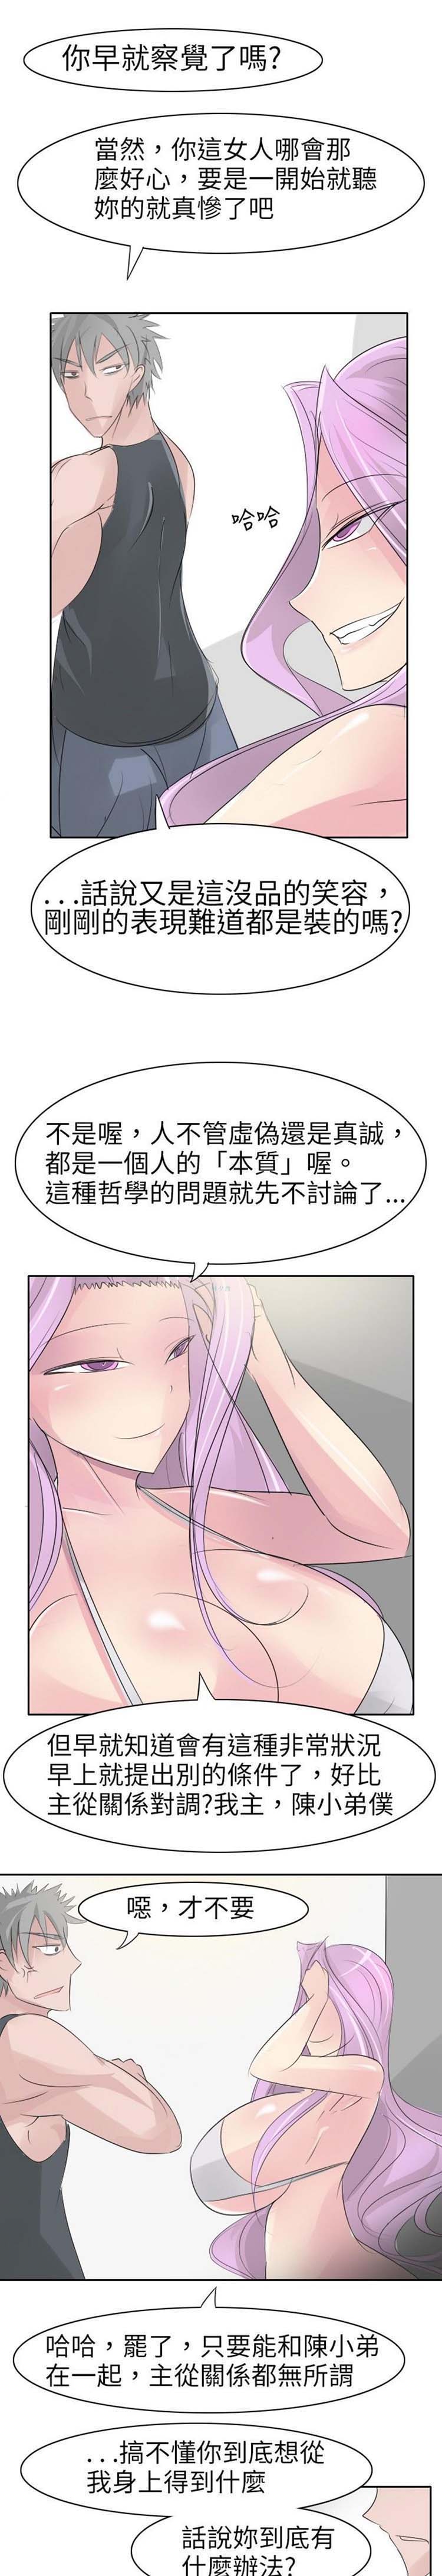 你早就察覺了嗎?
當然，你這女人哪會那
麼好心，要是一開始就聽
妳的就真慘了吧
哈哈
...話說又是這沒品的笑容，
剛剛的表現難道都是裝的嗎?
不是喔，人不管虛偽還是真誠，
都是一個人的「本質」喔。
這種哲學的問題就先不討論了...
但早就知道會有這種非常狀況
早上就提出別的條件了，好比
主從關係對調?我主，陳小弟僕
噁，才不要
哈哈，罷了，只要能和陳小弟
在一起，主從關係都無所謂
...搞不懂你到底想從
我身上得到什麼
話說妳到底有
什麼辦法?